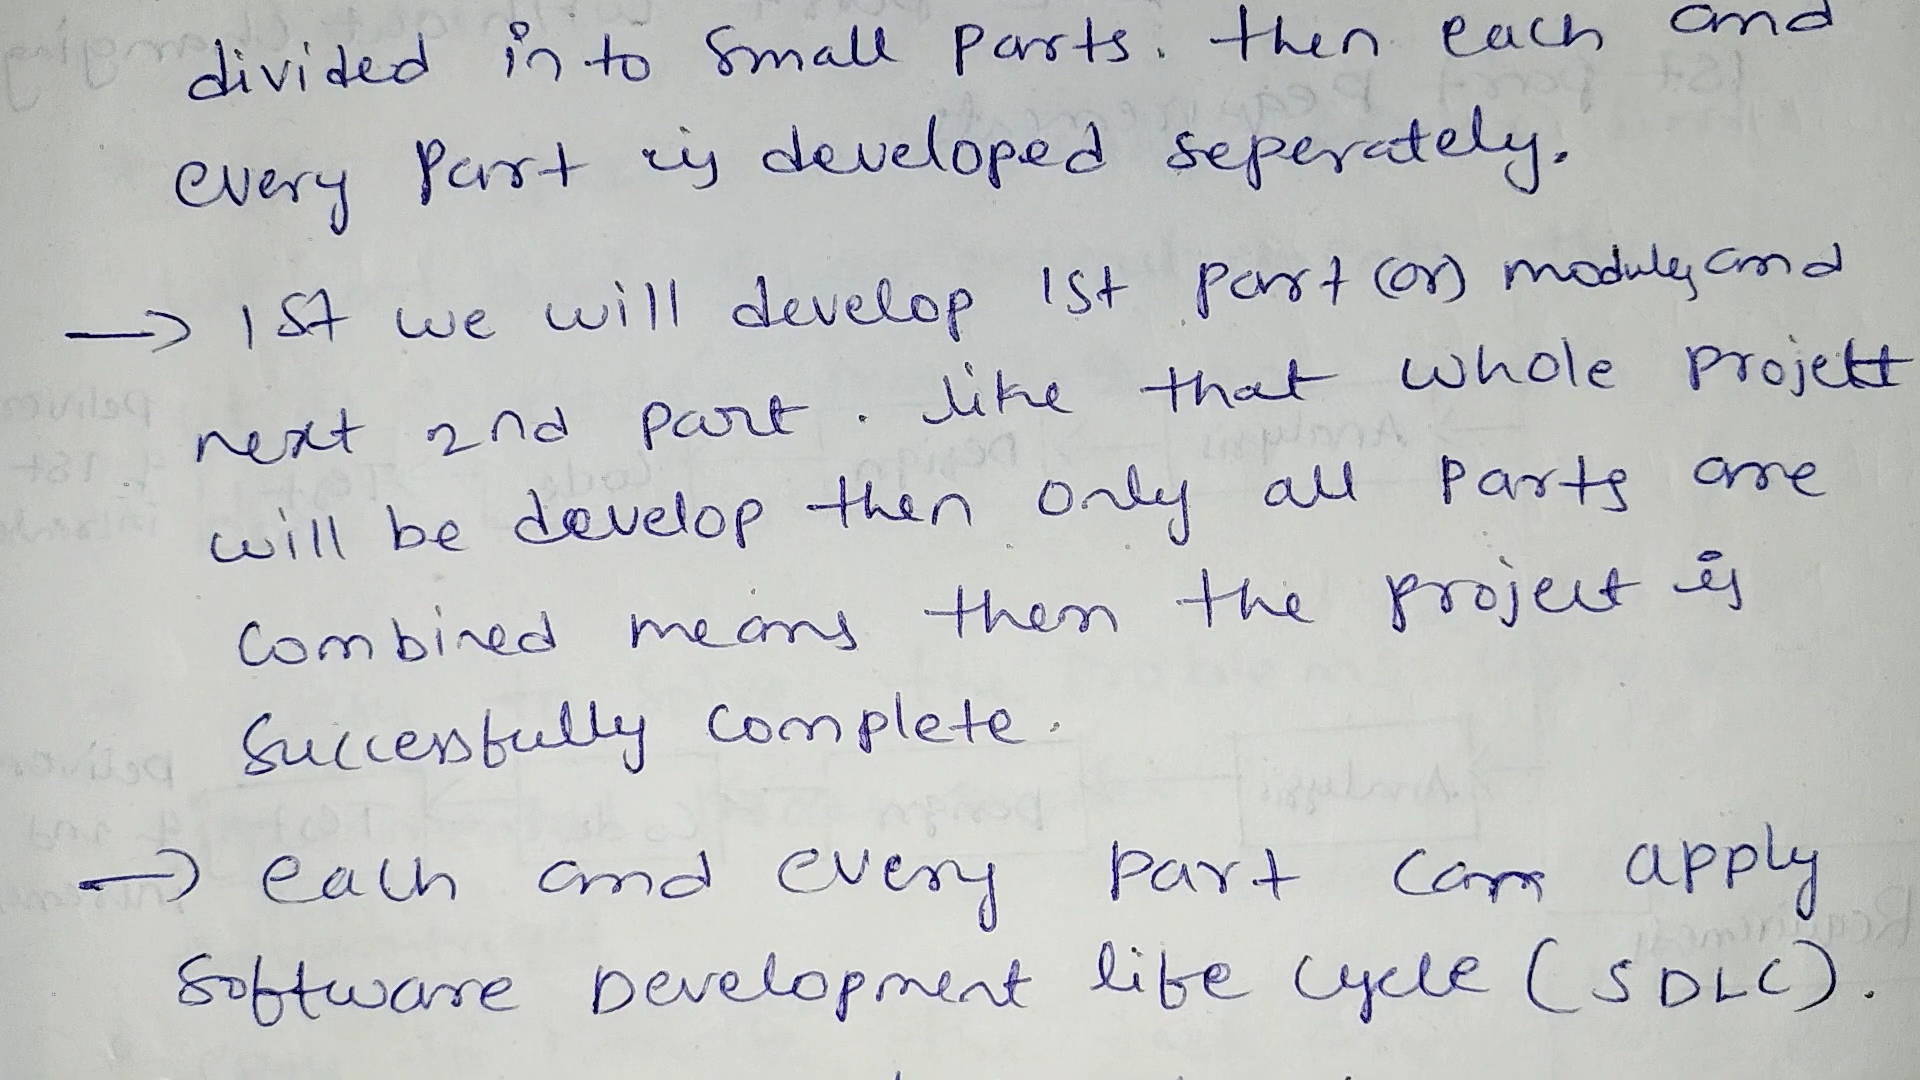 divided in to Small Parts. then each and
every Part is developed seperately.
→ 1st we will develop 1st part (or) modules and
next 2nd part. like that whole project
will be develop then only all parts are
Combined means then the project is
Successfully complete.
→ each and every part can apply
Software Development life Cycle (SDLC).